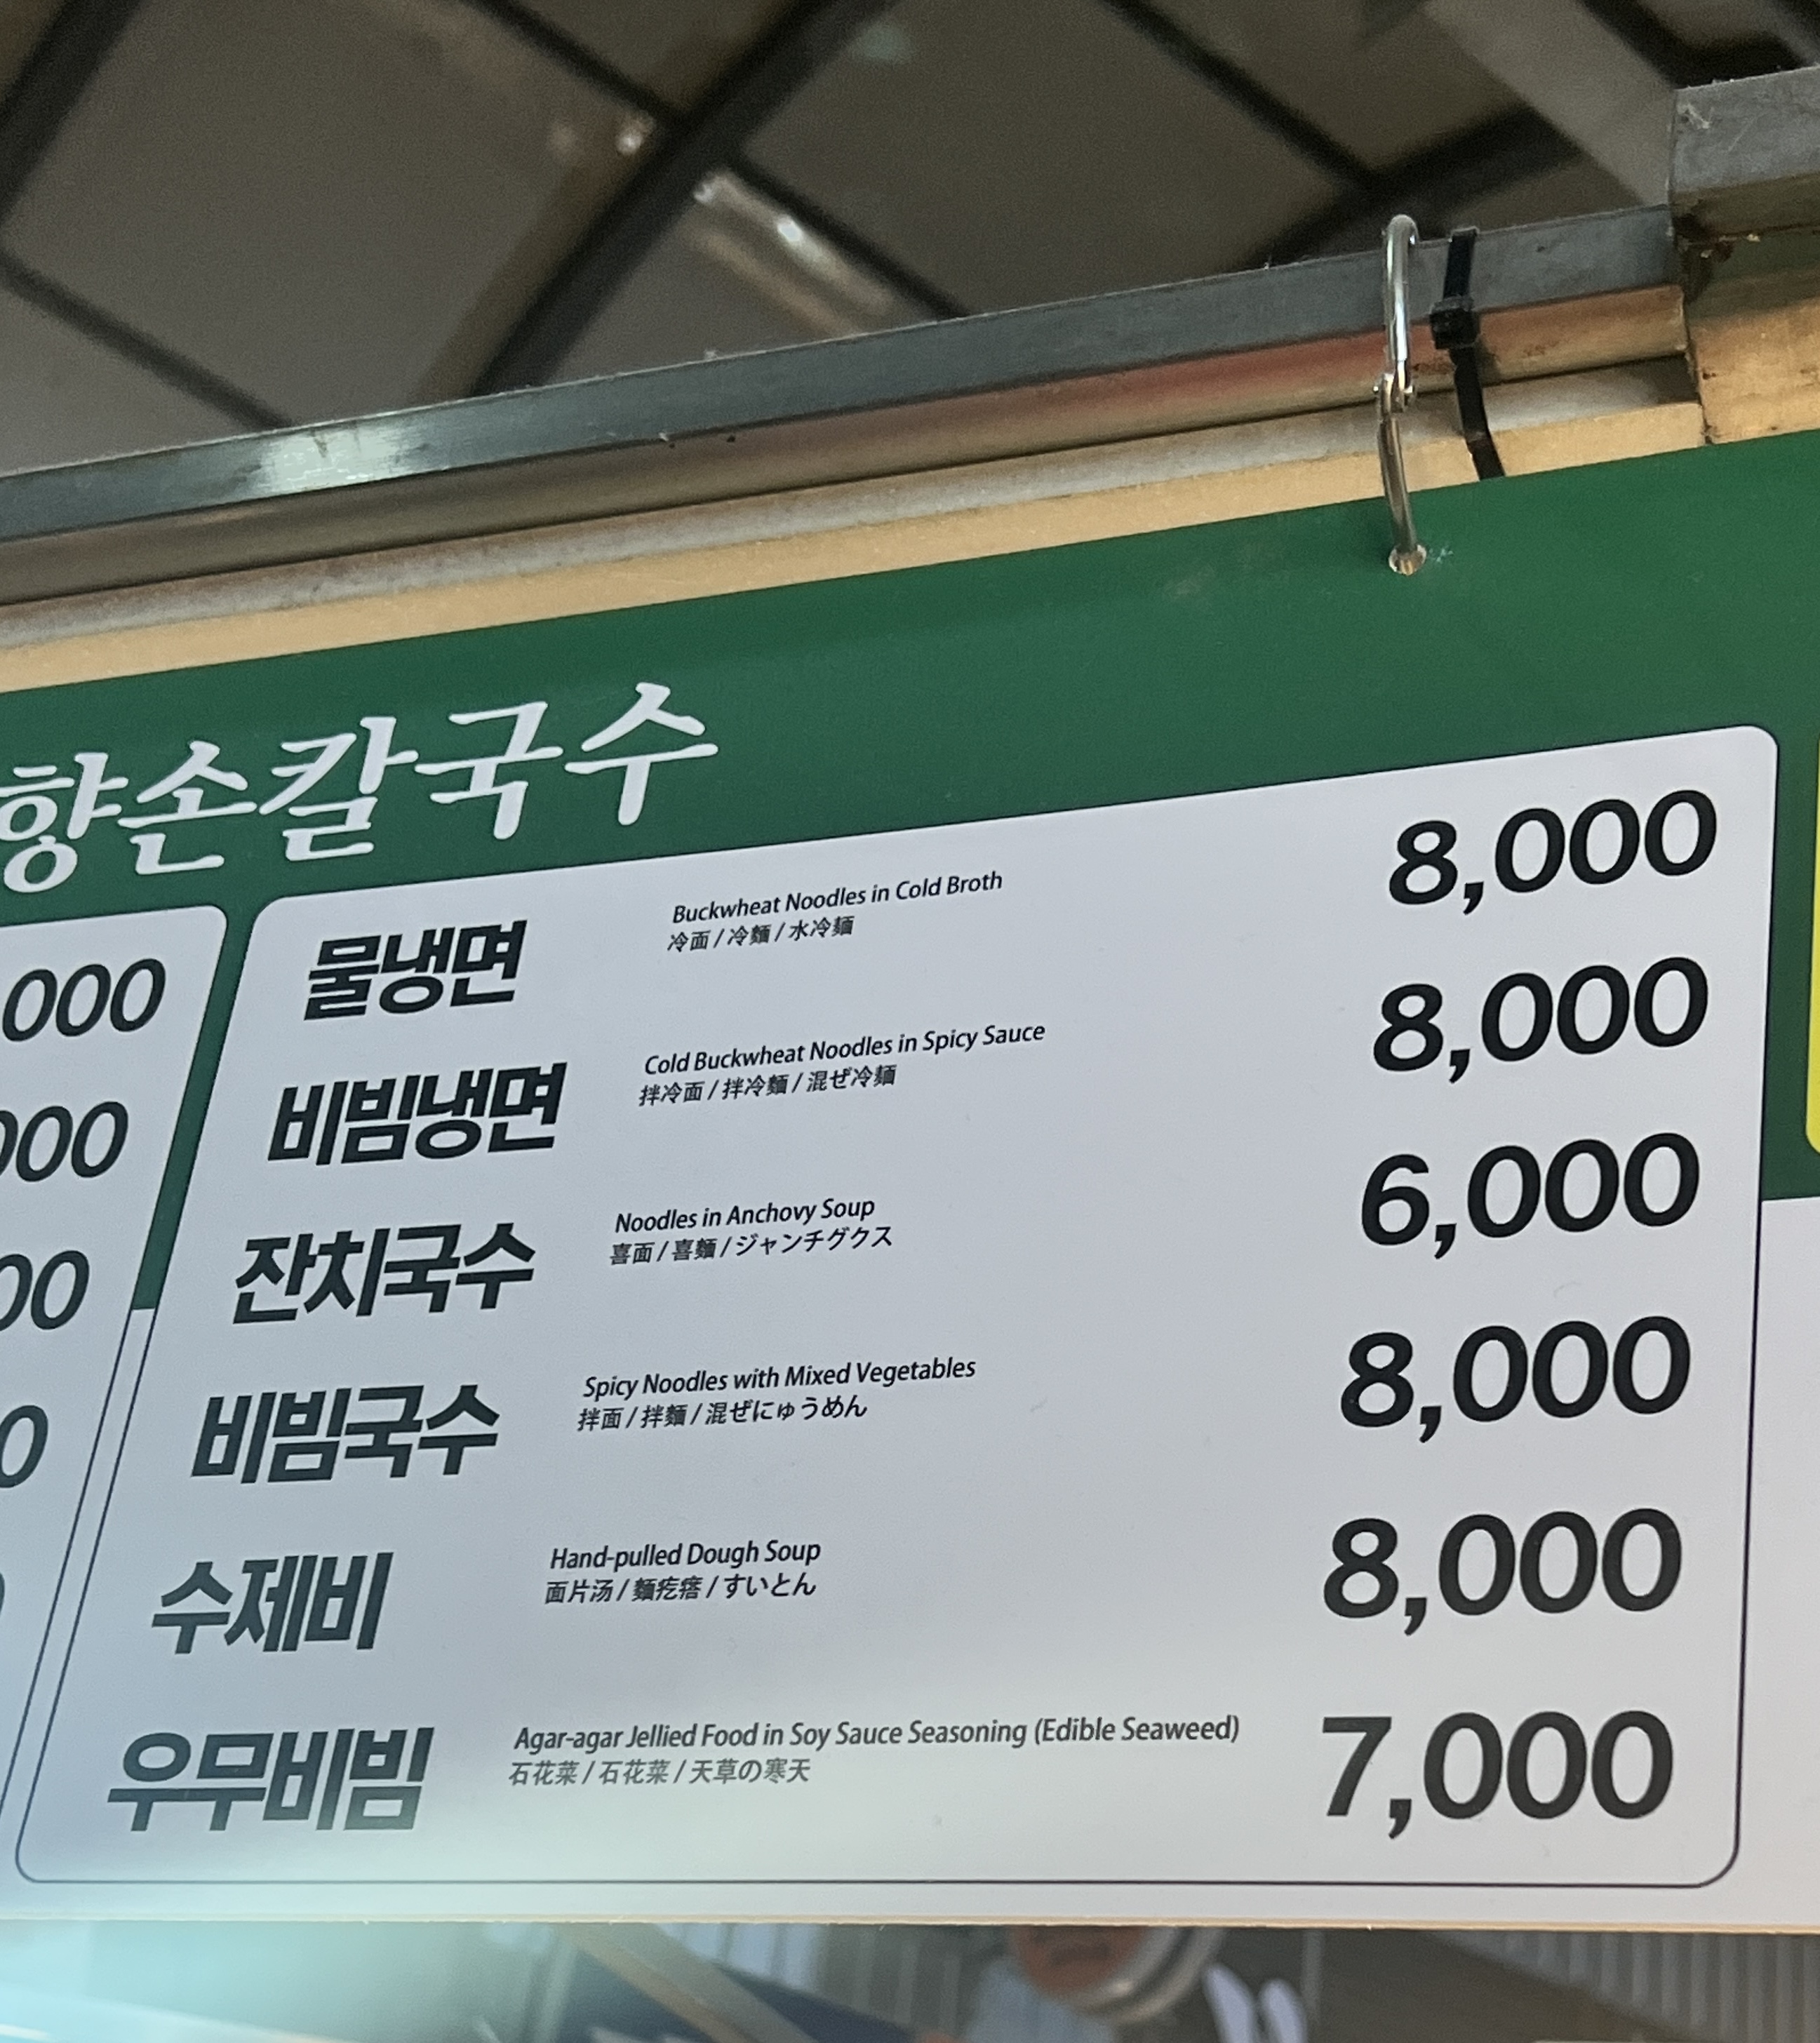 향손칼국수
000
000
00
0
물냉면
Buckwheat Noodles in Cold Broth
冷面 / 冷麵 / 水冷麺
8,000
비빔냉면
Cold Buckwheat Noodles in Spicy Sauce
拌冷面 / 拌冷麵 / 混ぜ冷麺
8,000
잔치국수
Noodles in Anchovy Soup
喜面 / 喜麵 / ジャンチグクス
6,000
비빔국수
Spicy Noodles with Mixed Vegetables
拌面 / 拌麵 / 混ぜにゅうめん
8,000
수제비
Hand-pulled Dough Soup
面片汤 / 麵疙瘩 / すいとん
8,000
우무비빔
Agar-agar Jellied Food in Soy Sauce Seasoning (Edible Seaweed)
石花菜 / 石花菜 / 天草の寒天
7,000